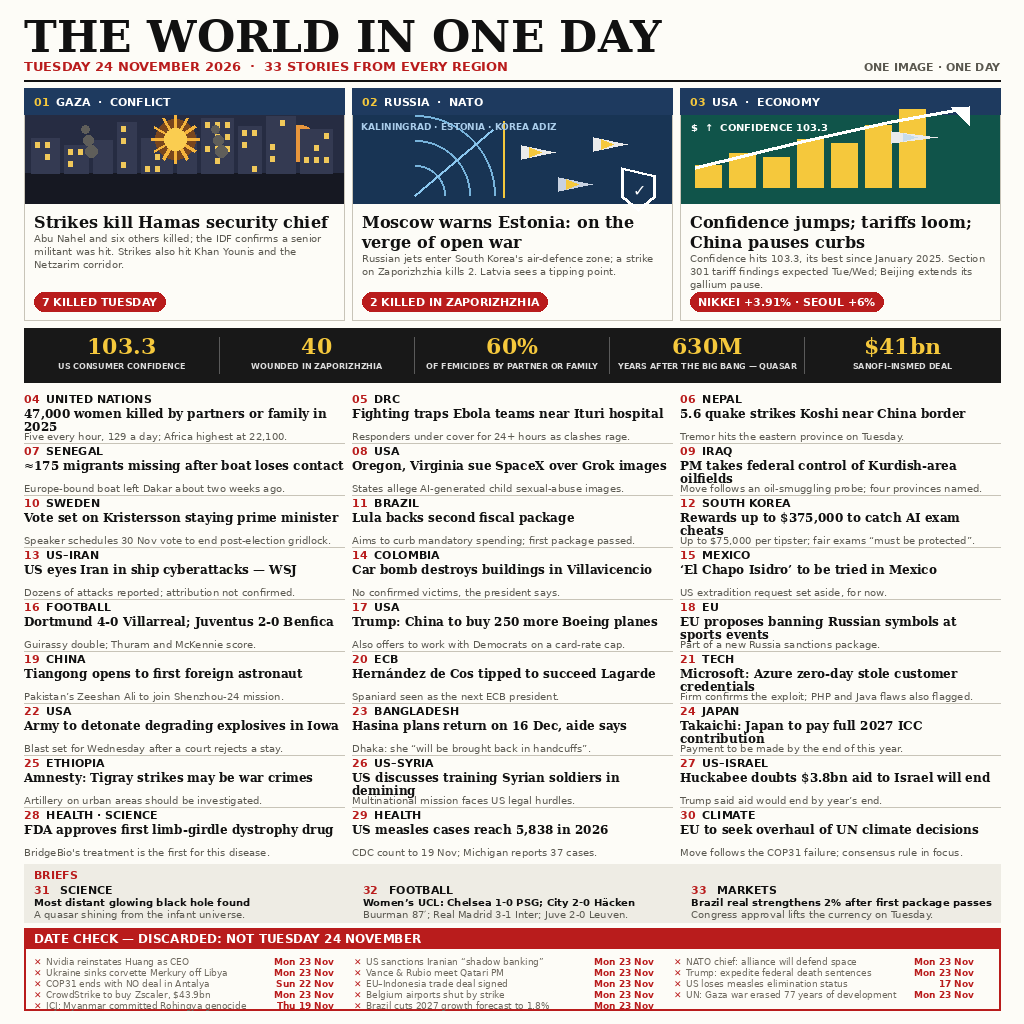 THE WORLD IN ONE DAY
TUESDAY 24 NOVEMBER 2026 · 33 STORIES FROM EVERY REGION
ONE IMAGE · ONE DAY
01 GAZA · CONFLICT
Strikes kill Hamas security chief
Abu Nahel and six others killed; the IDF confirms a senior
militant was hit. Strikes also hit Khan Younis and the
Netzarim corridor.
7 KILLED TUESDAY
02 RUSSIA · NATO
KALININGRAD · ESTONIA · KOREA ADIZ
✓
Moscow warns Estonia: on the
verge of open war
Russian jets enter South Korea's air-defence zone; a strike
on Zaporizhzhia kills 2. Latvia sees a tipping point.
2 KILLED IN ZAPORIZHZHIA
03 USA · ECONOMY
$ ↑ CONFIDENCE 103.3
Confidence jumps; tariffs loom;
China pauses curbs
Confidence hits 103.3, its best since January 2025. Section
301 tariff findings expected Tue/Wed; Beijing extends its
gallium pause.
NIKKEI +3.91% · SEOUL +6%
103.3
US CONSUMER CONFIDENCE
40
WOUNDED IN ZAPORIZHZHIA
60%
OF FEMICIDES BY PARTNER OR FAMILY
630M
YEARS AFTER THE BIG BANG — QUASAR
$41bn
SANOFI–INSMED DEAL
04 UNITED NATIONS
47,000 women killed by partners or family in
2025
Five every hour, 129 a day; Africa highest at 22,100.
05 DRC
Fighting traps Ebola teams near Ituri hospital
Responders under cover for 24+ hours as clashes rage.
06 NEPAL
5.6 quake strikes Koshi near China border
Tremor hits the eastern province on Tuesday.
07 SENEGAL
≈175 migrants missing after boat loses contact
Europe-bound boat left Dakar about two weeks ago.
08 USA
Oregon, Virginia sue SpaceX over Grok images
States allege AI-generated child sexual-abuse images.
09 IRAQ
PM takes federal control of Kurdish-area
oilfields
Move follows an oil-smuggling probe; four provinces named.
10 SWEDEN
Vote set on Kristersson staying prime minister
Speaker schedules 30 Nov vote to end post-election gridlock.
11 BRAZIL
Lula backs second fiscal package
Aims to curb mandatory spending; first package passed.
12 SOUTH KOREA
Rewards up to $375,000 to catch AI exam
cheats
Up to $75,000 per tipster; fair exams “must be protected”.
13 US–IRAN
US eyes Iran in ship cyberattacks — WSJ
Dozens of attacks reported; attribution not confirmed.
14 COLOMBIA
Car bomb destroys buildings in Villavicencio
No confirmed victims, the president says.
15 MEXICO
‘El Chapo Isidro’ to be tried in Mexico
US extradition request set aside, for now.
16 FOOTBALL
Dortmund 4-0 Villarreal; Juventus 2-0 Benfica
Guirassy double; Thuram and McKennie score.
17 USA
Trump: China to buy 250 more Boeing planes
Also offers to work with Democrats on a card-rate cap.
18 EU
EU proposes banning Russian symbols at
sports events
Part of a new Russia sanctions package.
19 CHINA
Tiangong opens to first foreign astronaut
Pakistan’s Zeeshan Ali to join Shenzhou-24 mission.
20 ECB
Hernández de Cos tipped to succeed Lagarde
Spaniard seen as the next ECB president.
21 TECH
Microsoft: Azure zero-day stole customer
credentials
Firm confirms the exploit; PHP and Java flaws also flagged.
22 USA
Army to detonate degrading explosives in Iowa
Blast set for Wednesday after a court rejects a stay.
23 BANGLADESH
Hasina plans return on 16 Dec, aide says
Dhaka: she “will be brought back in handcuffs”.
24 JAPAN
Takaichi: Japan to pay full 2027 ICC
contribution
Payment to be made by the end of this year.
25 ETHIOPIA
Amnesty: Tigray strikes may be war crimes
Artillery on urban areas should be investigated.
26 US–SYRIA
US discusses training Syrian soldiers in
demining
Multinational mission faces US legal hurdles.
27 US–ISRAEL
Huckabee doubts $3.8bn aid to Israel will end
Trump said aid would end by year’s end.
28 HEALTH · SCIENCE
FDA approves first limb-girdle dystrophy drug
BridgeBio's treatment is the first for this disease.
29 HEALTH
US measles cases reach 5,838 in 2026
CDC count to 19 Nov; Michigan reports 37 cases.
30 CLIMATE
EU to seek overhaul of UN climate decisions
Move follows the COP31 failure; consensus rule in focus.
BRIEFS
31 SCIENCE
Most distant glowing black hole found
A quasar shining from the infant universe.
32 FOOTBALL
Women’s UCL: Chelsea 1-0 PSG; City 2-0 Häcken
Buurman 87′; Real Madrid 3-1 Inter; Juve 2-0 Leuven.
33 MARKETS
Brazil real strengthens 2% after first package passes
Congress approval lifts the currency on Tuesday.
DATE CHECK — DISCARDED: NOT TUESDAY 24 NOVEMBER
× Nvidia reinstates Huang as CEO Mon 23 Nov
× Ukraine sinks corvette Merkury off Libya Mon 23 Nov
× COP31 ends with NO deal in Antalya Sun 22 Nov
× CrowdStrike to buy Zscaler, $43.9bn Mon 23 Nov
× ICJ: Myanmar committed Rohingya genocide Thu 19 Nov
× US sanctions Iranian “shadow banking” Mon 23 Nov
× Vance & Rubio meet Qatari PM Mon 23 Nov
× EU–Indonesia trade deal signed Mon 23 Nov
× Belgium airports shut by strike Mon 23 Nov
× Brazil cuts 2027 growth forecast to 1.8% Mon 23 Nov
× NATO chief: alliance will defend space Mon 23 Nov
× Trump: expedite federal death sentences Mon 23 Nov
× US loses measles elimination status 17 Nov
× UN: Gaza war erased 77 years of development Mon 23 Nov